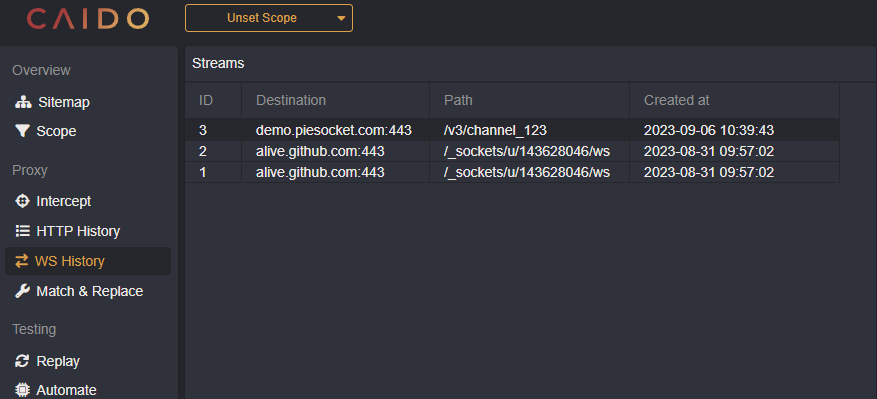 CAIDO
Unset Scope
Overview
Sitemap
Scope
Proxy
Intercept
HTTP History
WS History
Match & Replace
Testing
Replay
Automate
Streams
ID Destination Path Created at
3 demo.piesocket.com:443 /v3/channel_123 2023-09-06 10:39:43
2 alive.github.com:443 /_sockets/u/143628046/ws 2023-08-31 09:57:02
1 alive.github.com:443 /_sockets/u/143628046/ws 2023-08-31 09:57:02